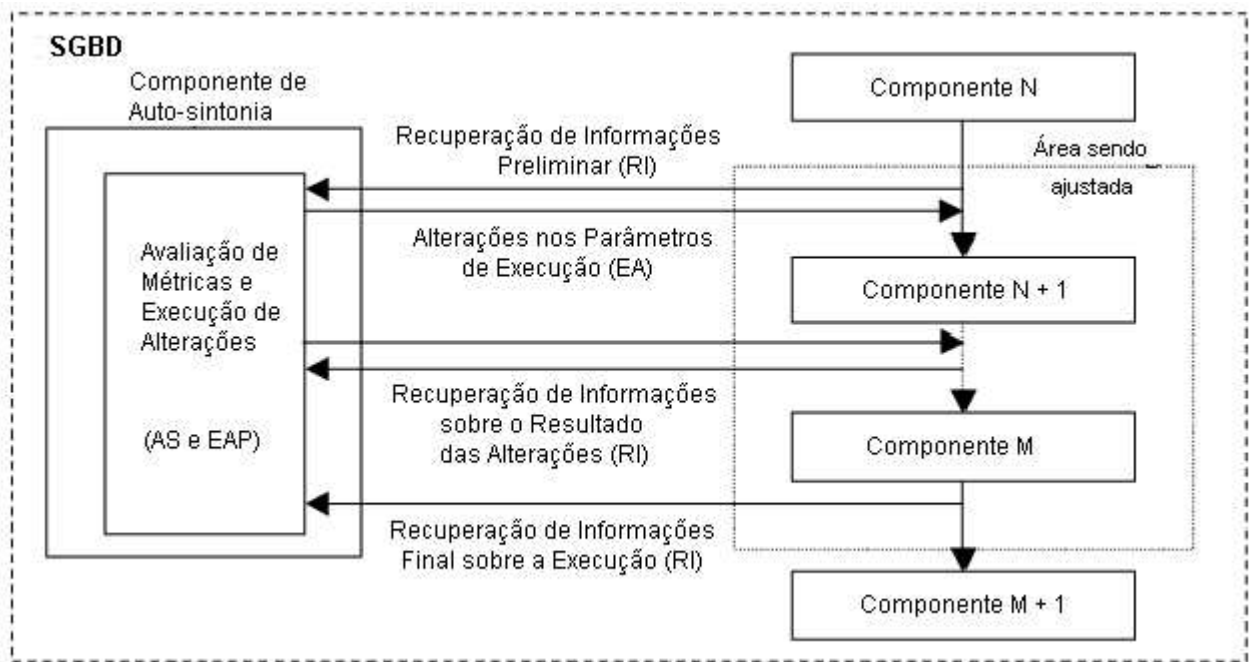 SGBD
Componente de
Auto-sintonia
Componente N
Recuperação de Informações
Preliminar (RI)
Área sendo
ajustada
Alterações nos Parâmetros
de Execução (EA)
Avaliação de
Métricas e
Execução de
Alterações
(AS e EAP)
Componente N + 1
Recuperação de Informações
sobre o Resultado
das Alterações (RI)
Componente M
Recuperação de Informações
Final sobre a Execução (RI)
Componente M + 1